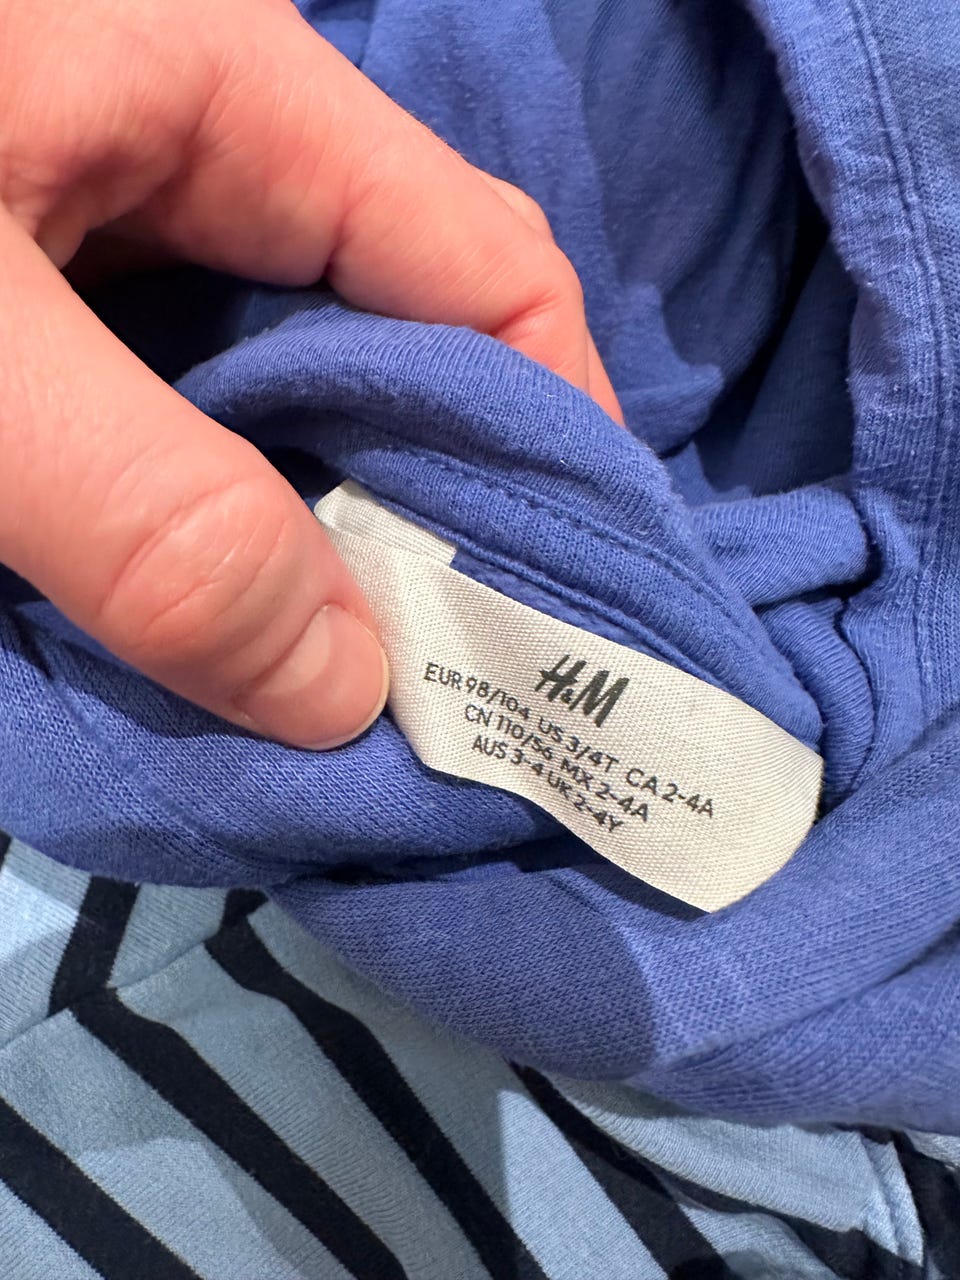 H&M
EUR 98/104 US 3/4T CA 2-4A
CN 110/56 MX 2-4A
AUS 3-4 UK 2-4Y